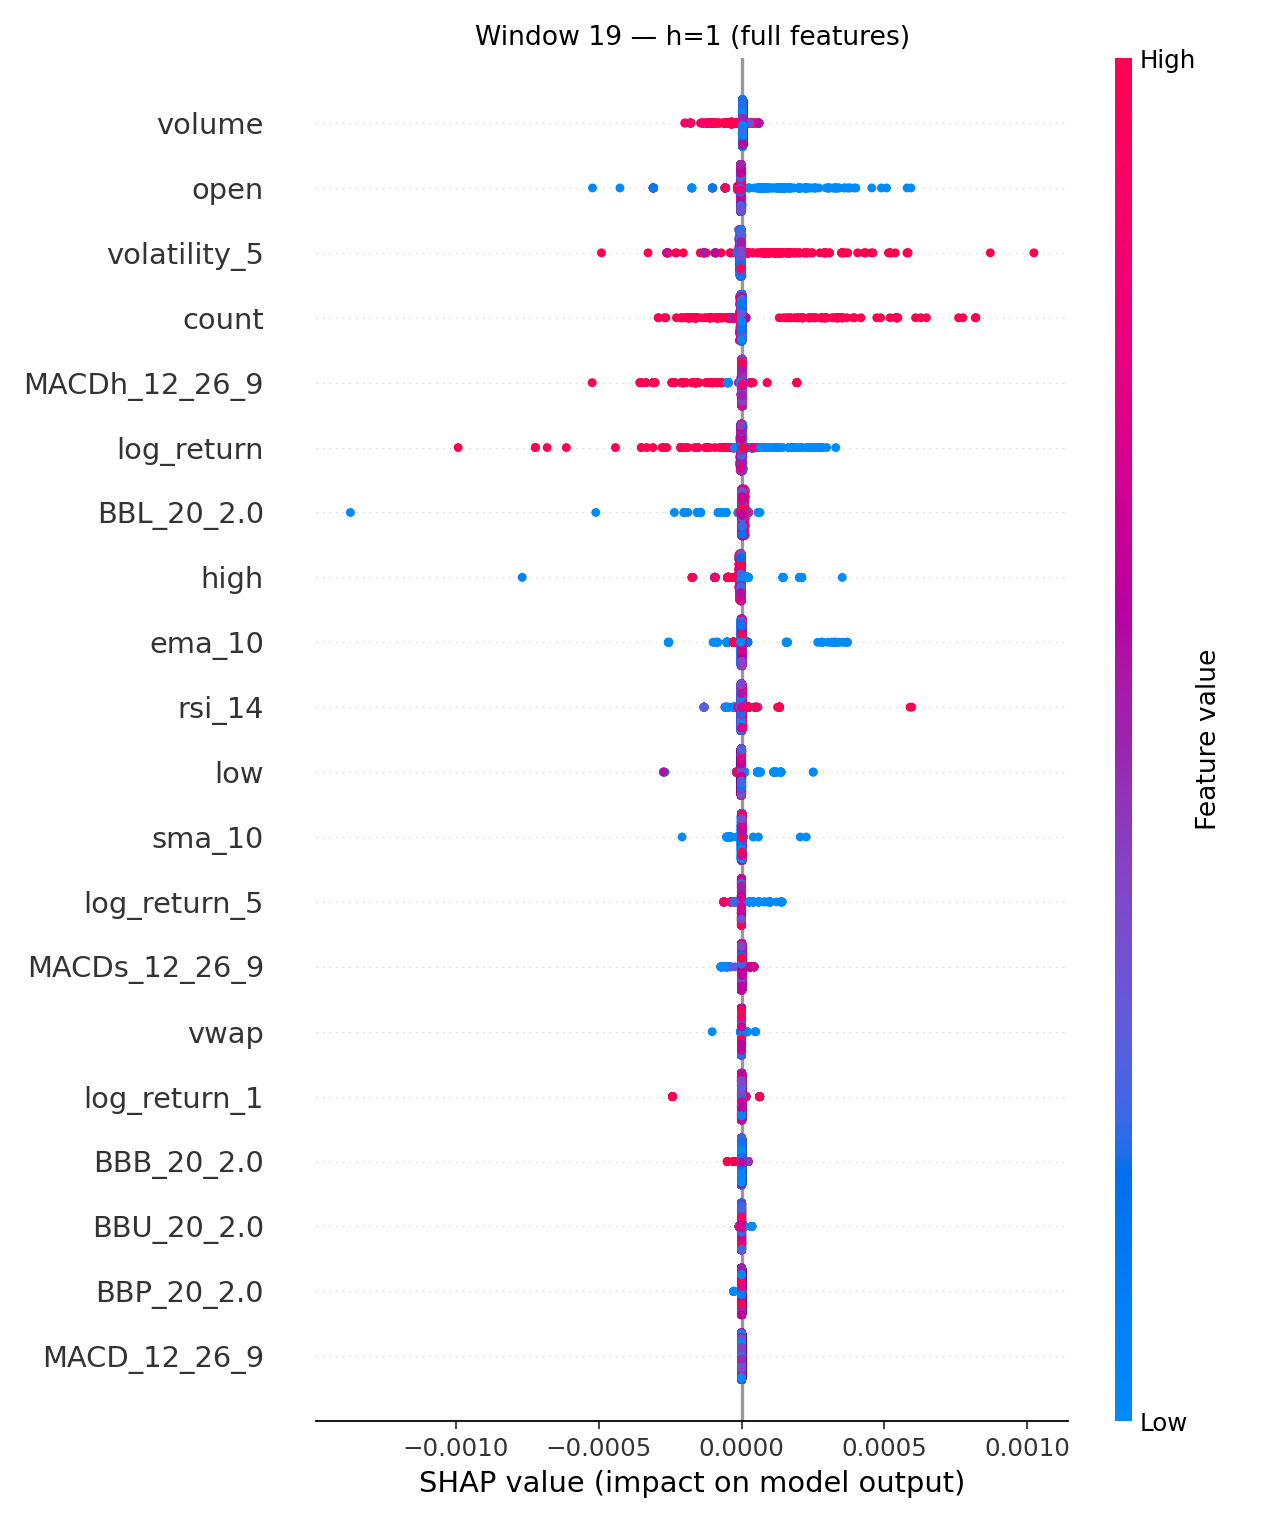 Window 19 — h=1 (full features)
High
volume
open
volatility_5
count
MACDh_12_26_9
log_return
BBL_20_2.0
high
ema_10
rsi_14
low
sma_10
log_return_5
MACDs_12_26_9
vwap
log_return_1
BBB_20_2.0
BBU_20_2.0
BBP_20_2.0
MACD_12_26_9
Feature value
Low
−0.0010 −0.0005 0.0000 0.0005 0.0010
SHAP value (impact on model output)